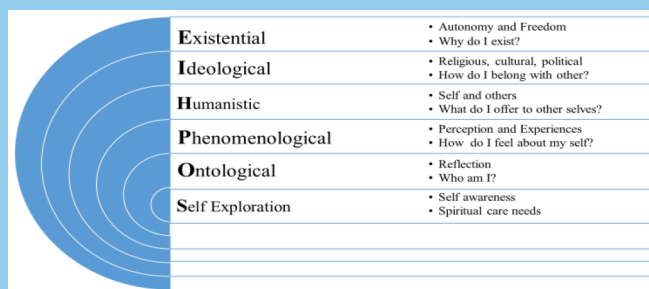 Existential
• Autonomy and Freedom
• Why do I exist?
Ideological
• Religious, cultural, political
• How do I belong with other?
Humanistic
• Self and others
• What do I offer to other selves?
Phenomenological
• Perception and Experiences
• How do I feel about my self?
Ontological
• Reflection
• Who am I?
Self Exploration
• Self awareness
• Spiritual care needs